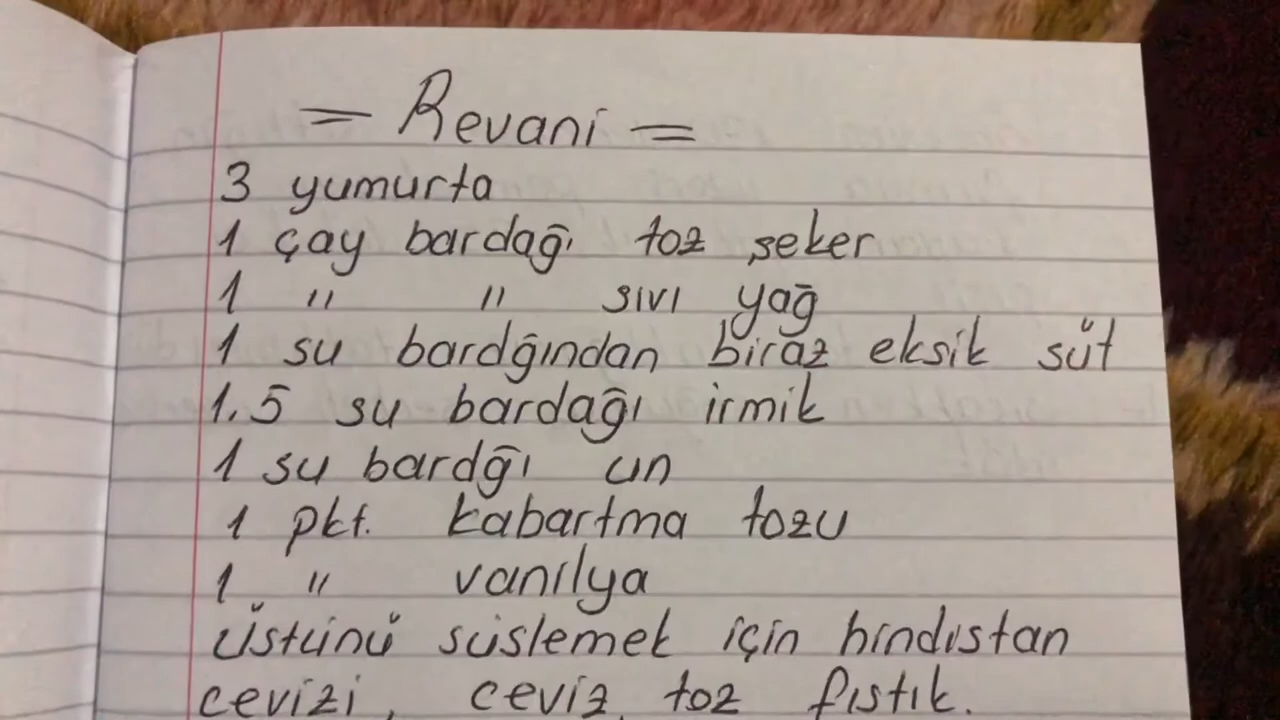 = Revani =
3 yumurta
1 çay bardağı toz şeker
1 " " sıvı yağ
1 su bardğından biraz eksik süt
1.5 su bardağı irmik
1 su bardğı un
1 pkt. kabartma tozu
1 " vanilya
Üstünü süslemek için hindistan
cevizi, ceviz, toz fıstık.